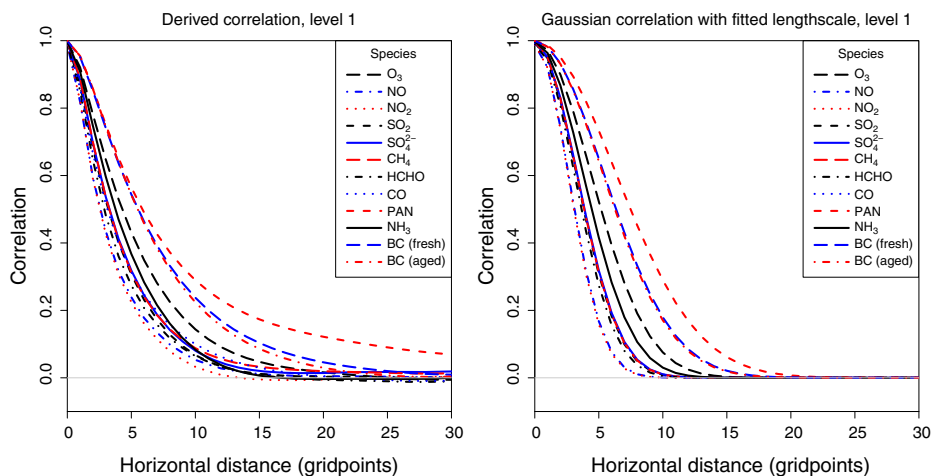 Derived correlation, level 1
Correlation
1.0
0.8
0.6
0.4
0.2
0.0
Species
O₃
NO
NO₂
SO₂
SO₄²⁻
CH₄
HCHO
CO
PAN
NH₃
BC (fresh)
BC (aged)
0 5 10 15 20 25 30
Horizontal distance (gridpoints)
Gaussian correlation with fitted lengthscale, level 1
Correlation
1.0
0.8
0.6
0.4
0.2
0.0
Species
O₃
NO
NO₂
SO₂
SO₄²⁻
CH₄
HCHO
CO
PAN
NH₃
BC (fresh)
BC (aged)
0 5 10 15 20 25 30
Horizontal distance (gridpoints)